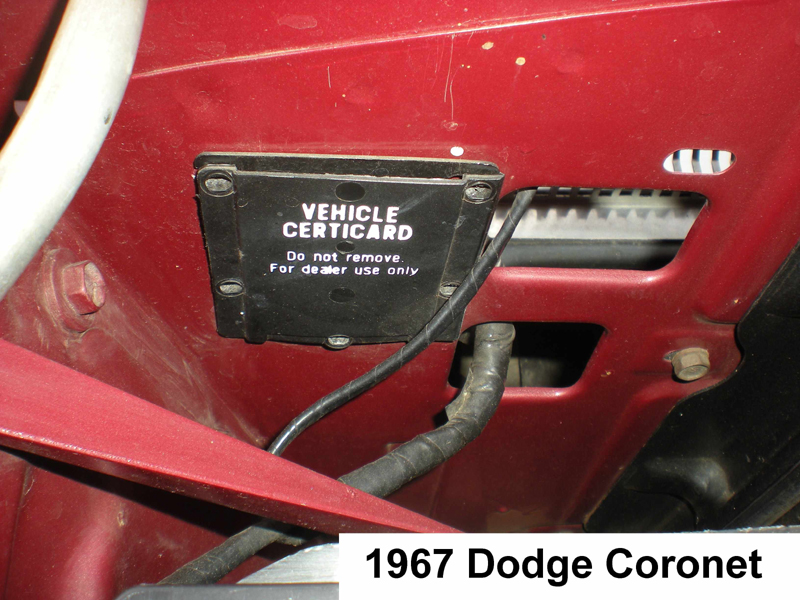 VEHICLE
CERTICARD
Do not remove.
For dealer use only
1967 Dodge Coronet